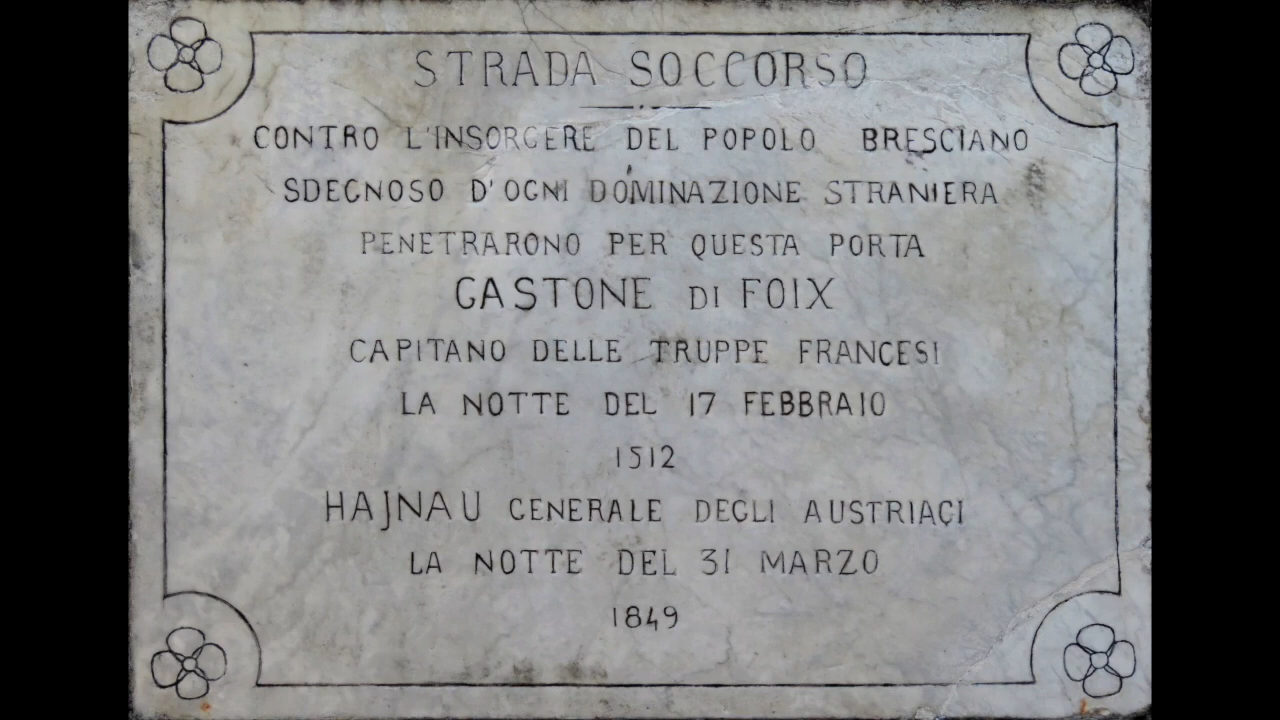 STRADA SOCCORSO
CONTRO L'INSORGERE DEL POPOLO BRESCIANO
SDEGNOSO D'OGNI DOMINAZIONE STRANIERA
PENETRARONO PER QUESTA PORTA
GASTONE DI FOIX
CAPITANO DELLE TRUPPE FRANCESI
LA NOTTE DEL 17 FEBBRAIO
1512
HAJNAU GENERALE DEGLI AUSTRIACI
LA NOTTE DEL 31 MARZO
1849